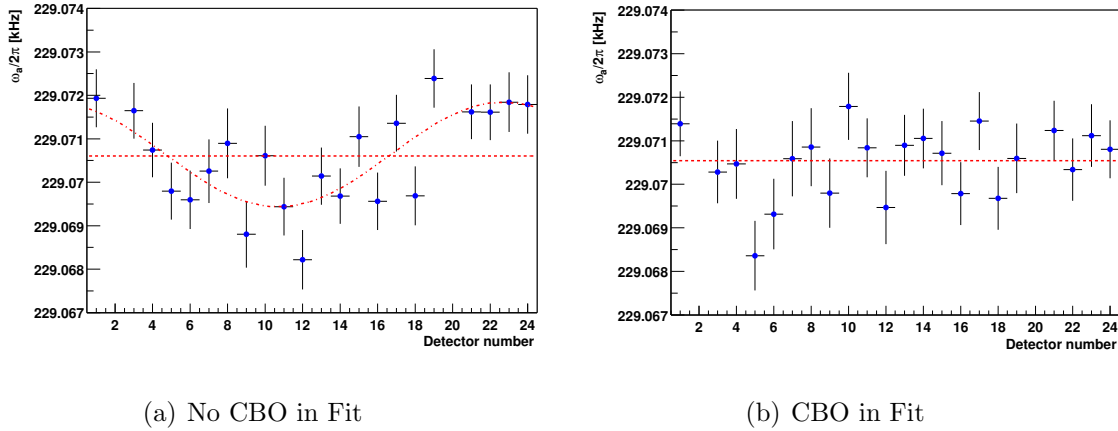 ωₐ/2π [kHz]
229.074
229.073
229.072
229.071
229.07
229.069
229.068
229.067
2 4 6 8 10 12 14 16 18 20 22 24
Detector number
(a) No CBO in Fit
ωₐ/2π [kHz]
229.074
229.073
229.072
229.071
229.07
229.069
229.068
229.067
2 4 6 8 10 12 14 16 18 20 22 24
Detector number
(b) CBO in Fit